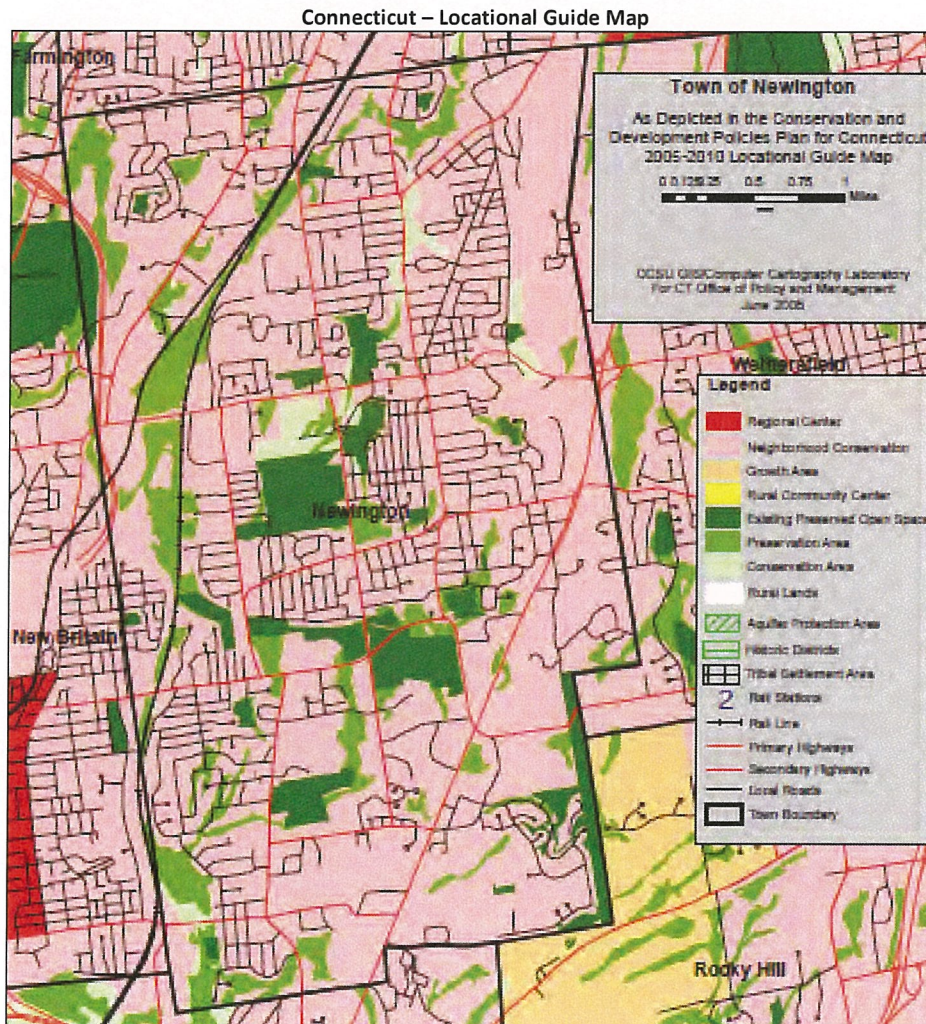 Connecticut – Locational Guide Map
Farmington
Town of Newington
As Depicted in the Conservation and
Development Policies Plan for Connecticut
2005-2010 Locational Guide Map
0.5 0.75 1
Miles
CCSU GIS/Computer Cartography Laboratory
For CT Office of Policy and Management
June 2005
Wethersfield
Legend
Regional Center
Neighborhood Conservation
Growth Area
Rural Community Center
Existing Preserved Open Space
Preservation Area
Conservation Area
Rural Lands
Aquifer Protection Area
Historic Districts
Tribal Settlement Area
2 Rail Stations
Rail Line
Primary Highways
Secondary Highways
Local Roads
Town Boundary
Newington
New Britain
Rocky Hill